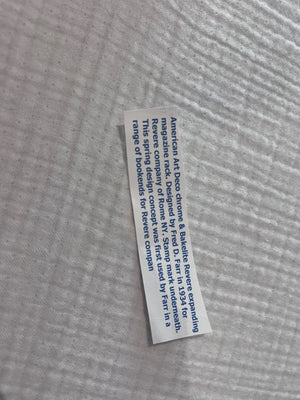 American Art Deco chrome & Bakelite Revere expanding
magazine rack. Designed by Fred D. Farr in 1934 for
Revere company of Rome NY. Stamp mark underneath.
This spring design concept was first used by Farr in a
range of bookends for Revere compan